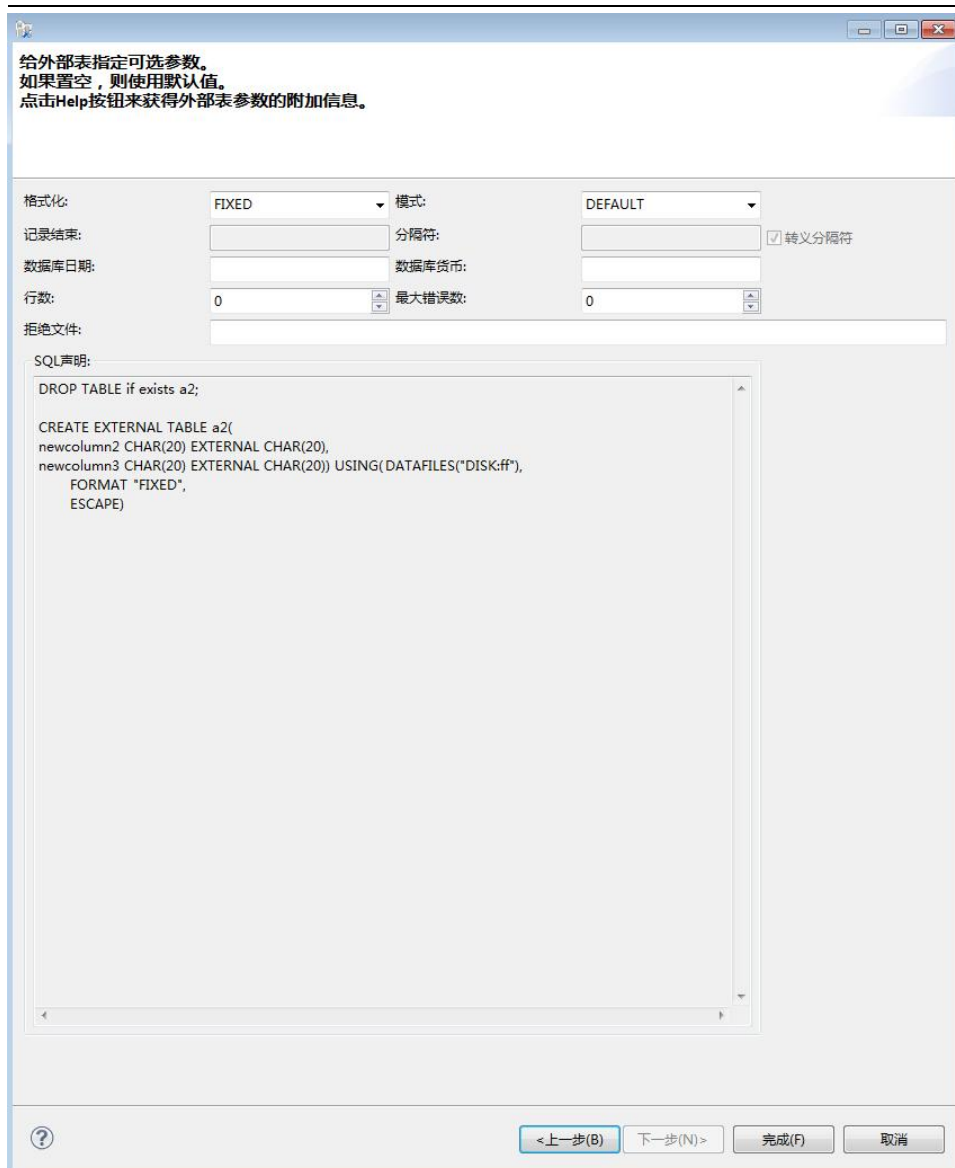 给外部表指定可选参数。
如果置空，则使用默认值。
点击Help按钮来获得外部表参数的附加信息。
格式化: FIXED 模式: DEFAULT
记录结束: 分隔符: 转义分隔符
数据库日期: 数据库货币:
行数: 0 最大错误数: 0
拒绝文件:
SQL声明:
DROP TABLE if exists a2;
CREATE EXTERNAL TABLE a2(
newcolumn2 CHAR(20) EXTERNAL CHAR(20),
newcolumn3 CHAR(20) EXTERNAL CHAR(20)) USING(DATAFILES("DISK:ff"),
FORMAT "FIXED",
ESCAPE)
<上一步(B) 下一步(N)> 完成(F) 取消